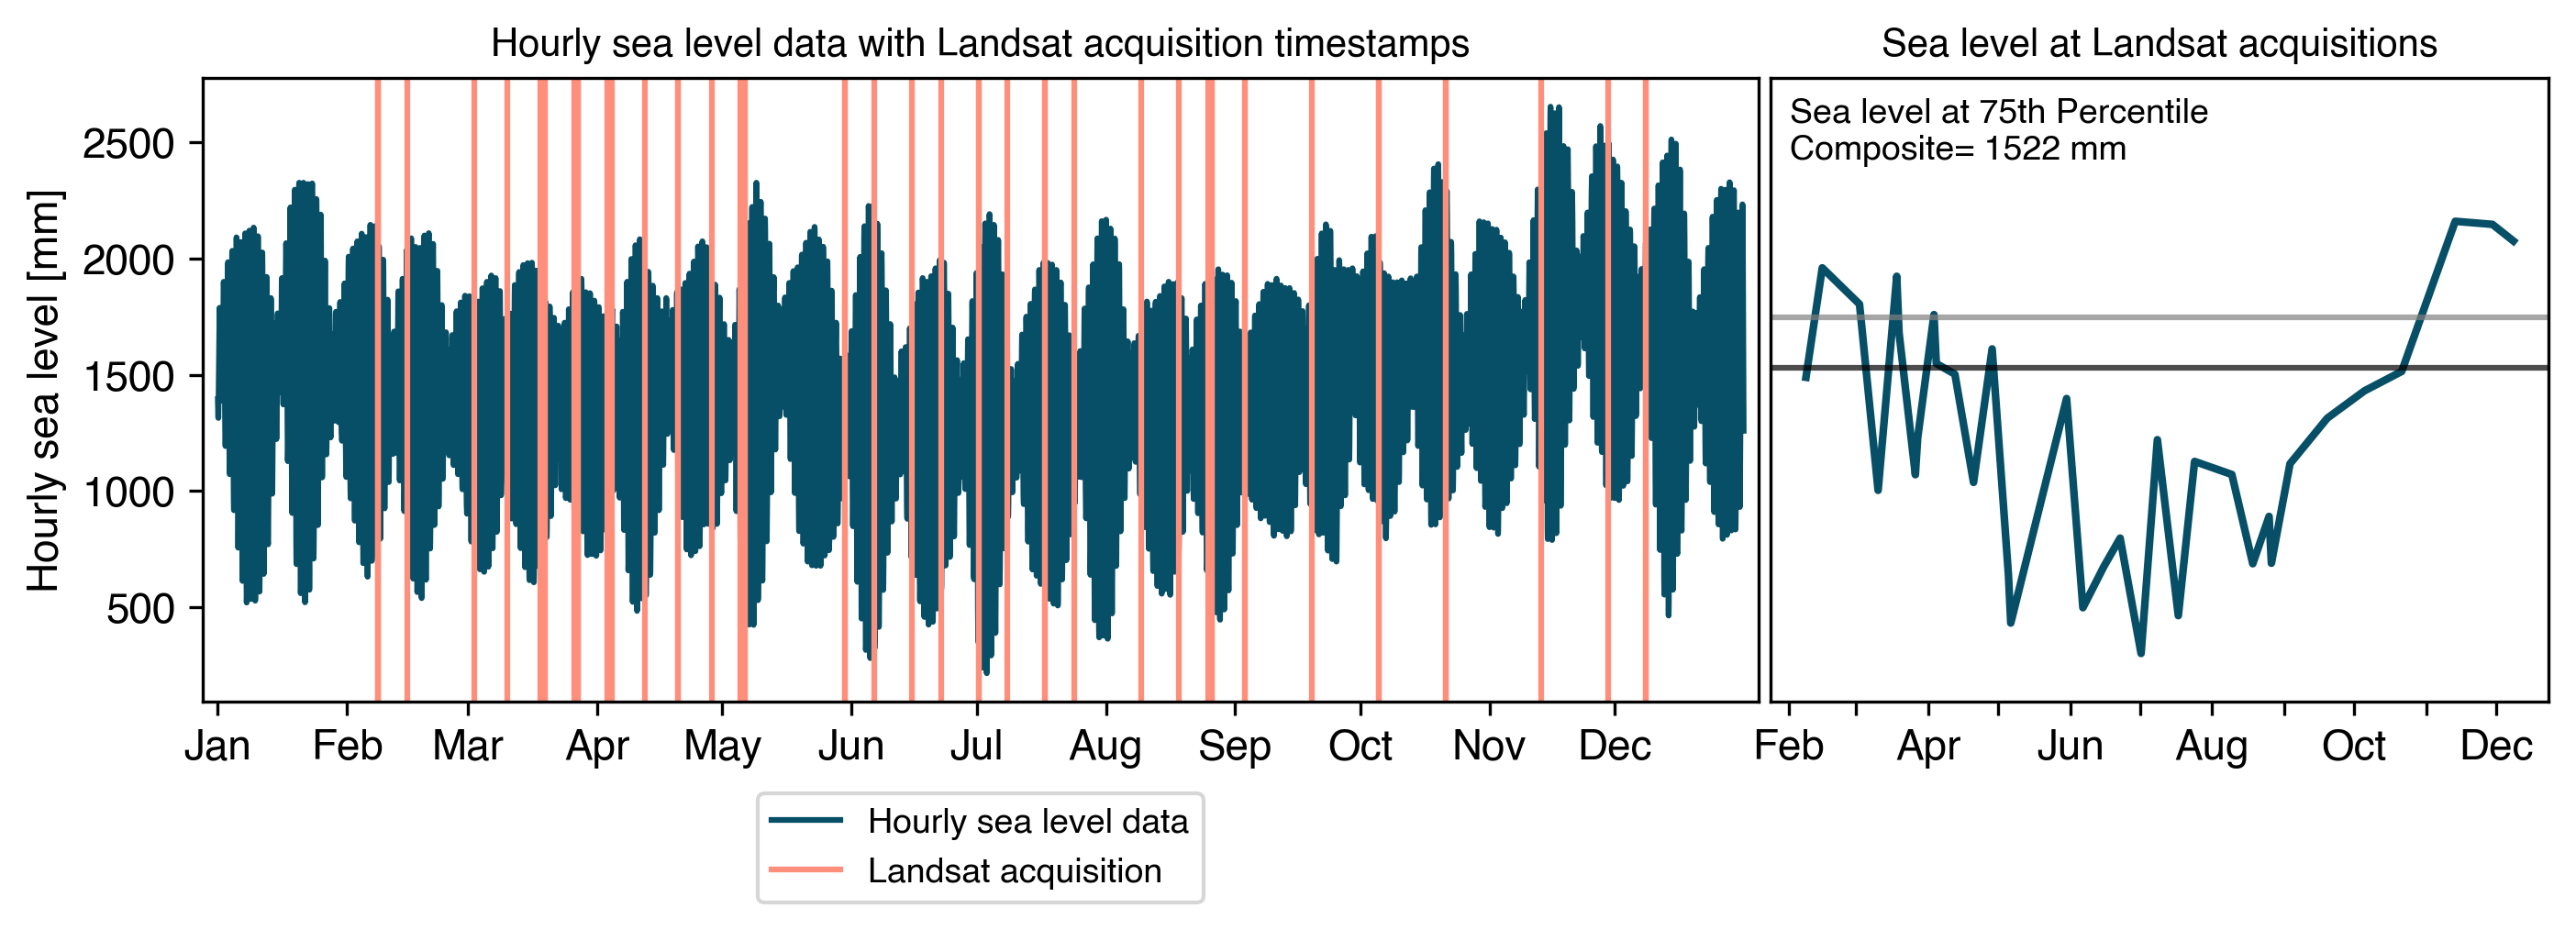 Hourly sea level data with Landsat acquisition timestamps
Sea level at Landsat acquisitions
Hourly sea level [mm]
2500
2000
1500
1000
500
Sea level at 75th Percentile
Composite= 1522 mm
Jan Feb Mar Apr May Jun Jul Aug Sep Oct Nov Dec
Feb Apr Jun Aug Oct Dec
Hourly sea level data
Landsat acquisition